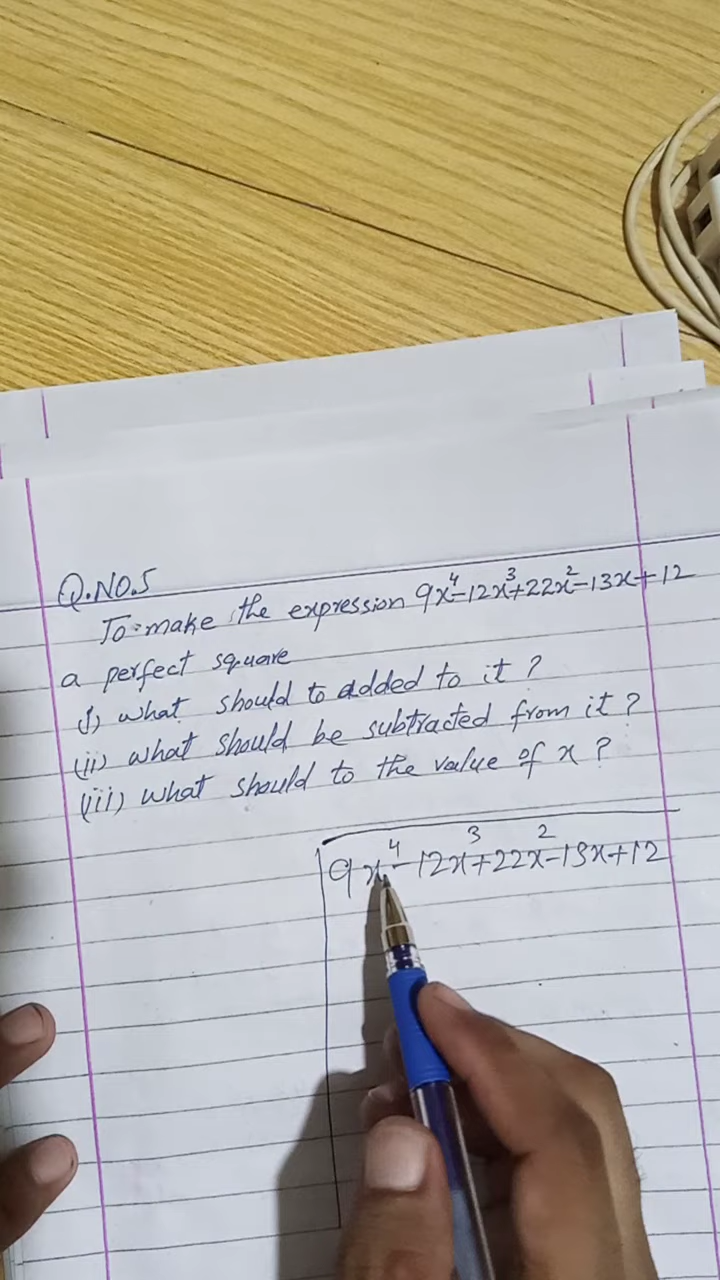 Q.NO.5
To make the expression 9x⁴-12x³+22x²-13x+12
a perfect square
(i) what should to added to it ?
(ii) what should be subtracted from it ?
(iii) what should to the value of x ?
9x⁴-12x³+22x²-13x+12